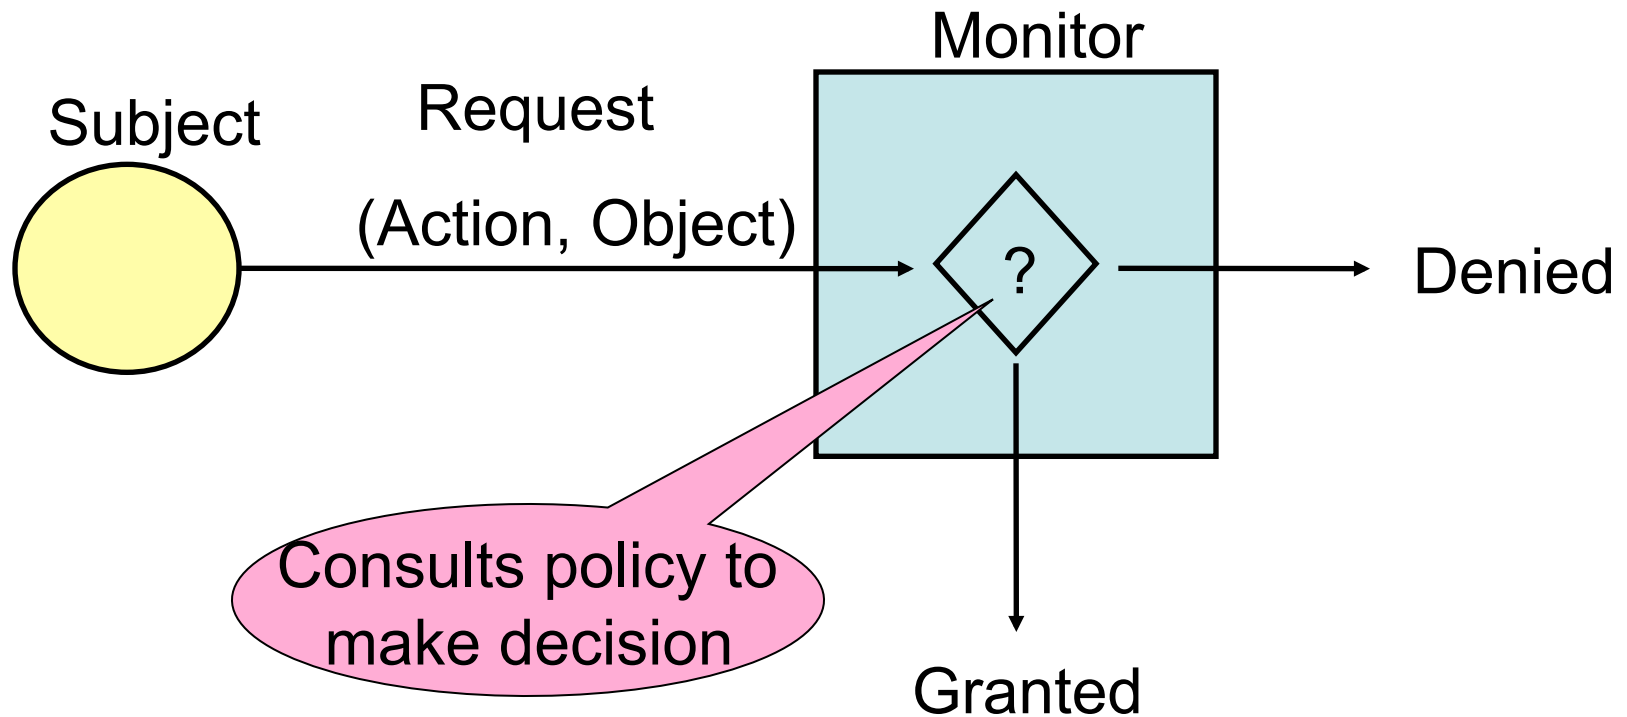 Monitor
Subject
Request
(Action, Object)
?
Denied
Consults policy to
make decision
Granted